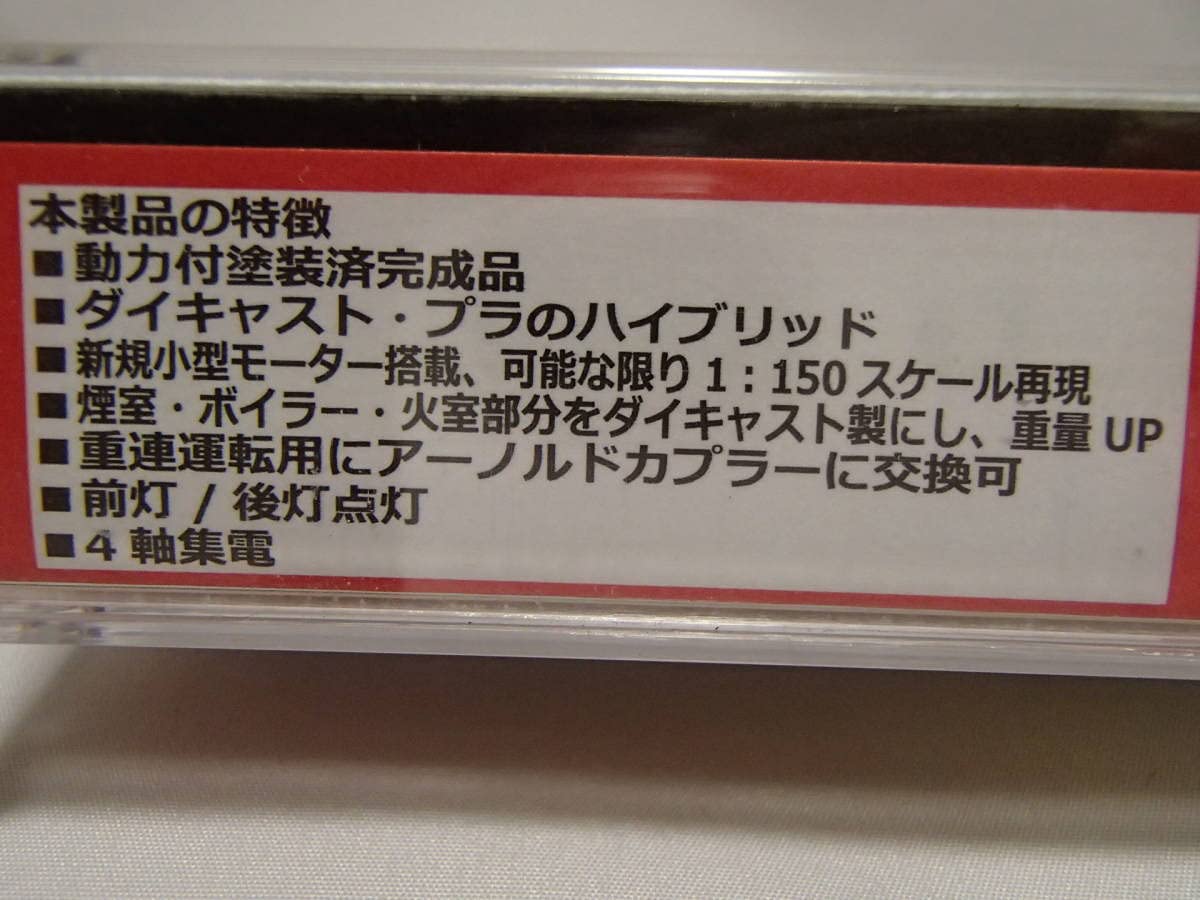 本製品の特徴
■動力付塗装済完成品
■ダイキャスト・プラのハイブリッド
■新規小型モーター搭載、可能な限り1：150スケール再現
■煙室・ボイラー・火室部分をダイキャスト製にし、重量UP
■重連運転用にアーノルドカプラーに交換可
■前灯 / 後灯点灯
■4軸集電